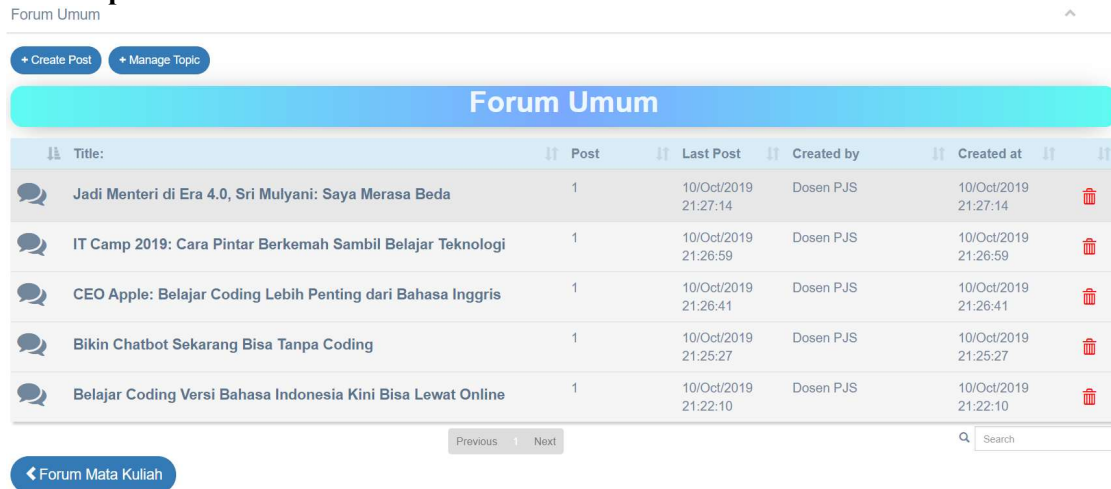 Forum Umum
+ Create Post + Manage Topic
Forum Umum
Title: Post Last Post Created by Created at
Jadi Menteri di Era 4.0, Sri Mulyani: Saya Merasa Beda 1 10/Oct/2019 Dosen PJS 10/Oct/2019
21:27:14 21:27:14
IT Camp 2019: Cara Pintar Berkemah Sambil Belajar Teknologi 1 10/Oct/2019 Dosen PJS 10/Oct/2019
21:26:59 21:26:59
CEO Apple: Belajar Coding Lebih Penting dari Bahasa Inggris 1 10/Oct/2019 Dosen PJS 10/Oct/2019
21:26:41 21:26:41
Bikin Chatbot Sekarang Bisa Tanpa Coding 1 10/Oct/2019 Dosen PJS 10/Oct/2019
21:25:27 21:25:27
Belajar Coding Versi Bahasa Indonesia Kini Bisa Lewat Online 1 10/Oct/2019 Dosen PJS 10/Oct/2019
21:22:10 21:22:10
Previous 1 Next Search
Forum Mata Kuliah